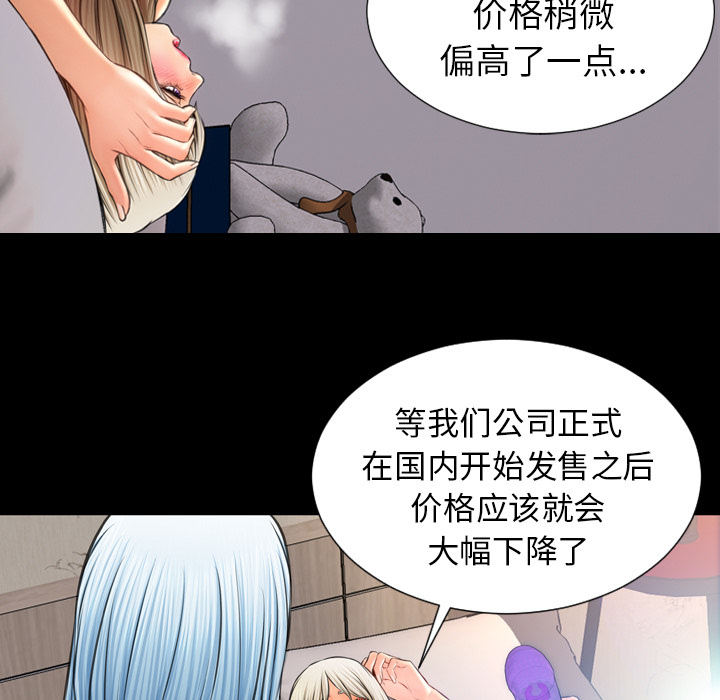 价格稍微
偏高了一点...
等我们公司正式
在国内开始发售之后
价格应该就会
大幅下降了